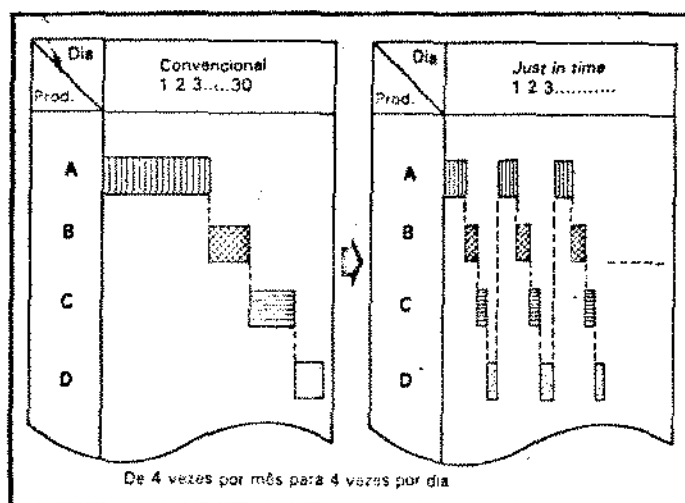 Dia
Prod.
Convencional
1 2 3.....30
A
B
C
D
Dia
Prod.
Just in time
1 2 3...........
A
B
C
D
De 4 vezes por mês para 4 vezes por dia